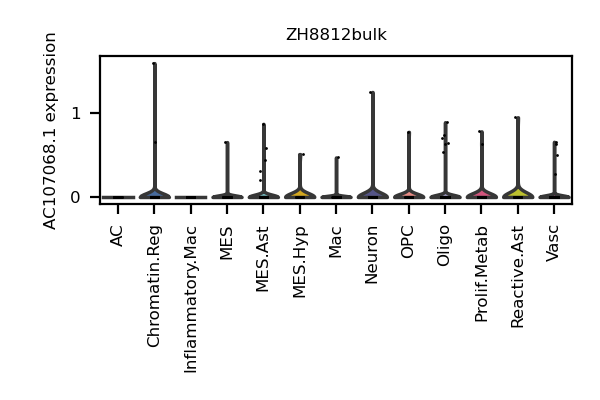 ZH8812bulk
AC107068.1 expression
1
0
AC
Chromatin.Reg
Inflammatory.Mac
MES
MES.Ast
MES.Hyp
Mac
Neuron
OPC
Oligo
Prolif.Metab
Reactive.Ast
Vasc